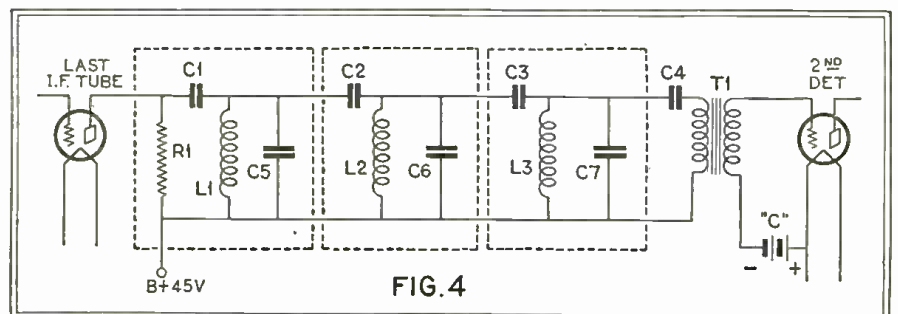 LAST
I.F. TUBE
C1
C2
C3
C4
T1
2ND
DET
R1
L1
C5
L2
C6
L3
C7
"C"
- +
B+45V
FIG. 4